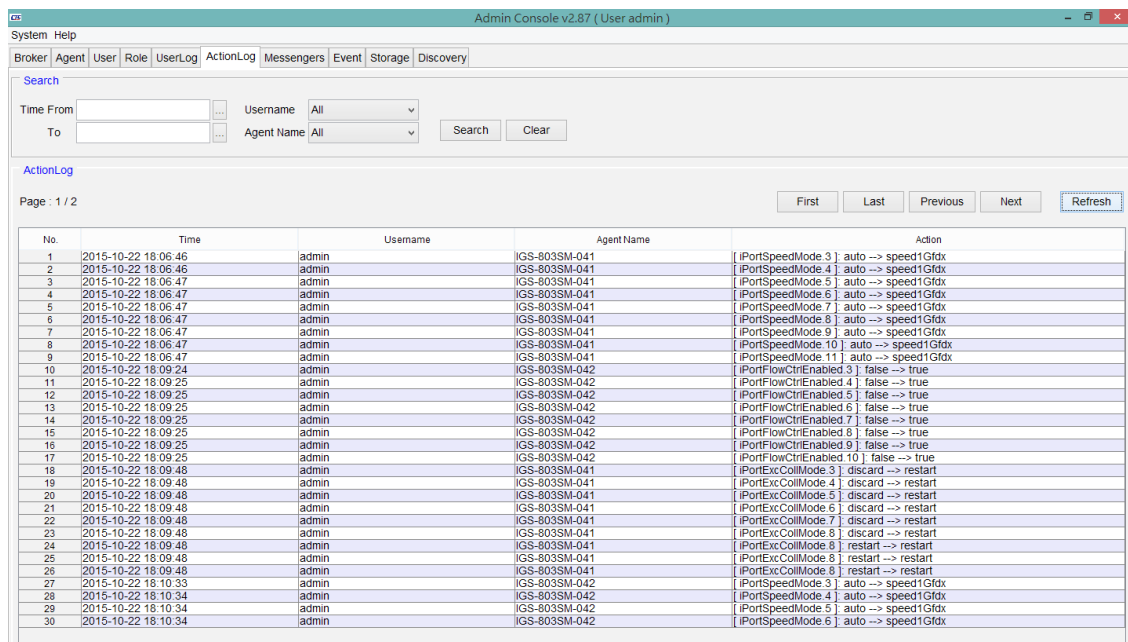 CTS Admin Console v2.87 ( User admin )
System Help
Broker Agent User Role UserLog ActionLog Messengers Event Storage Discovery
Search
Time From ... Username All
To ... Agent Name All Search Clear
ActionLog
Page : 1 / 2 First Last Previous Next Refresh
No. Time Username Agent Name Action
1 2015-10-22 18:06:46 admin IGS-803SM-041 [ iPortSpeedMode.3 ]: auto --> speed1Gfdx
2 2015-10-22 18:06:46 admin IGS-803SM-041 [ iPortSpeedMode.4 ]: auto --> speed1Gfdx
3 2015-10-22 18:06:47 admin IGS-803SM-041 [ iPortSpeedMode.5 ]: auto --> speed1Gfdx
4 2015-10-22 18:06:47 admin IGS-803SM-041 [ iPortSpeedMode.6 ]: auto --> speed1Gfdx
5 2015-10-22 18:06:47 admin IGS-803SM-041 [ iPortSpeedMode.7 ]: auto --> speed1Gfdx
6 2015-10-22 18:06:47 admin IGS-803SM-041 [ iPortSpeedMode.8 ]: auto --> speed1Gfdx
7 2015-10-22 18:06:47 admin IGS-803SM-041 [ iPortSpeedMode.9 ]: auto --> speed1Gfdx
8 2015-10-22 18:06:47 admin IGS-803SM-041 [ iPortSpeedMode.10 ]: auto --> speed1Gfdx
9 2015-10-22 18:06:47 admin IGS-803SM-041 [ iPortSpeedMode.11 ]: auto --> speed1Gfdx
10 2015-10-22 18:09:24 admin IGS-803SM-042 [ iPortFlowCtrlEnabled.3 ]: false --> true
11 2015-10-22 18:09:25 admin IGS-803SM-042 [ iPortFlowCtrlEnabled.4 ]: false --> true
12 2015-10-22 18:09:25 admin IGS-803SM-042 [ iPortFlowCtrlEnabled.5 ]: false --> true
13 2015-10-22 18:09:25 admin IGS-803SM-042 [ iPortFlowCtrlEnabled.6 ]: false --> true
14 2015-10-22 18:09:25 admin IGS-803SM-042 [ iPortFlowCtrlEnabled.7 ]: false --> true
15 2015-10-22 18:09:25 admin IGS-803SM-042 [ iPortFlowCtrlEnabled.8 ]: false --> true
16 2015-10-22 18:09:25 admin IGS-803SM-042 [ iPortFlowCtrlEnabled.9 ]: false --> true
17 2015-10-22 18:09:25 admin IGS-803SM-042 [ iPortFlowCtrlEnabled.10 ]: false --> true
18 2015-10-22 18:09:48 admin IGS-803SM-041 [ iPortExcCollMode.3 ]: discard --> restart
19 2015-10-22 18:09:48 admin IGS-803SM-041 [ iPortExcCollMode.4 ]: discard --> restart
20 2015-10-22 18:09:48 admin IGS-803SM-041 [ iPortExcCollMode.5 ]: discard --> restart
21 2015-10-22 18:09:48 admin IGS-803SM-041 [ iPortExcCollMode.6 ]: discard --> restart
22 2015-10-22 18:09:48 admin IGS-803SM-041 [ iPortExcCollMode.7 ]: discard --> restart
23 2015-10-22 18:09:48 admin IGS-803SM-041 [ iPortExcCollMode.8 ]: discard --> restart
24 2015-10-22 18:09:48 admin IGS-803SM-041 [ iPortExcCollMode.8 ]: restart --> restart
25 2015-10-22 18:09:48 admin IGS-803SM-041 [ iPortExcCollMode.8 ]: restart --> restart
26 2015-10-22 18:09:48 admin IGS-803SM-041 [ iPortExcCollMode.8 ]: restart --> restart
27 2015-10-22 18:10:33 admin IGS-803SM-042 [ iPortSpeedMode.3 ]: auto --> speed1Gfdx
28 2015-10-22 18:10:34 admin IGS-803SM-042 [ iPortSpeedMode.4 ]: auto --> speed1Gfdx
29 2015-10-22 18:10:34 admin IGS-803SM-042 [ iPortSpeedMode.5 ]: auto --> speed1Gfdx
30 2015-10-22 18:10:34 admin IGS-803SM-042 [ iPortSpeedMode.6 ]: auto --> speed1Gfdx